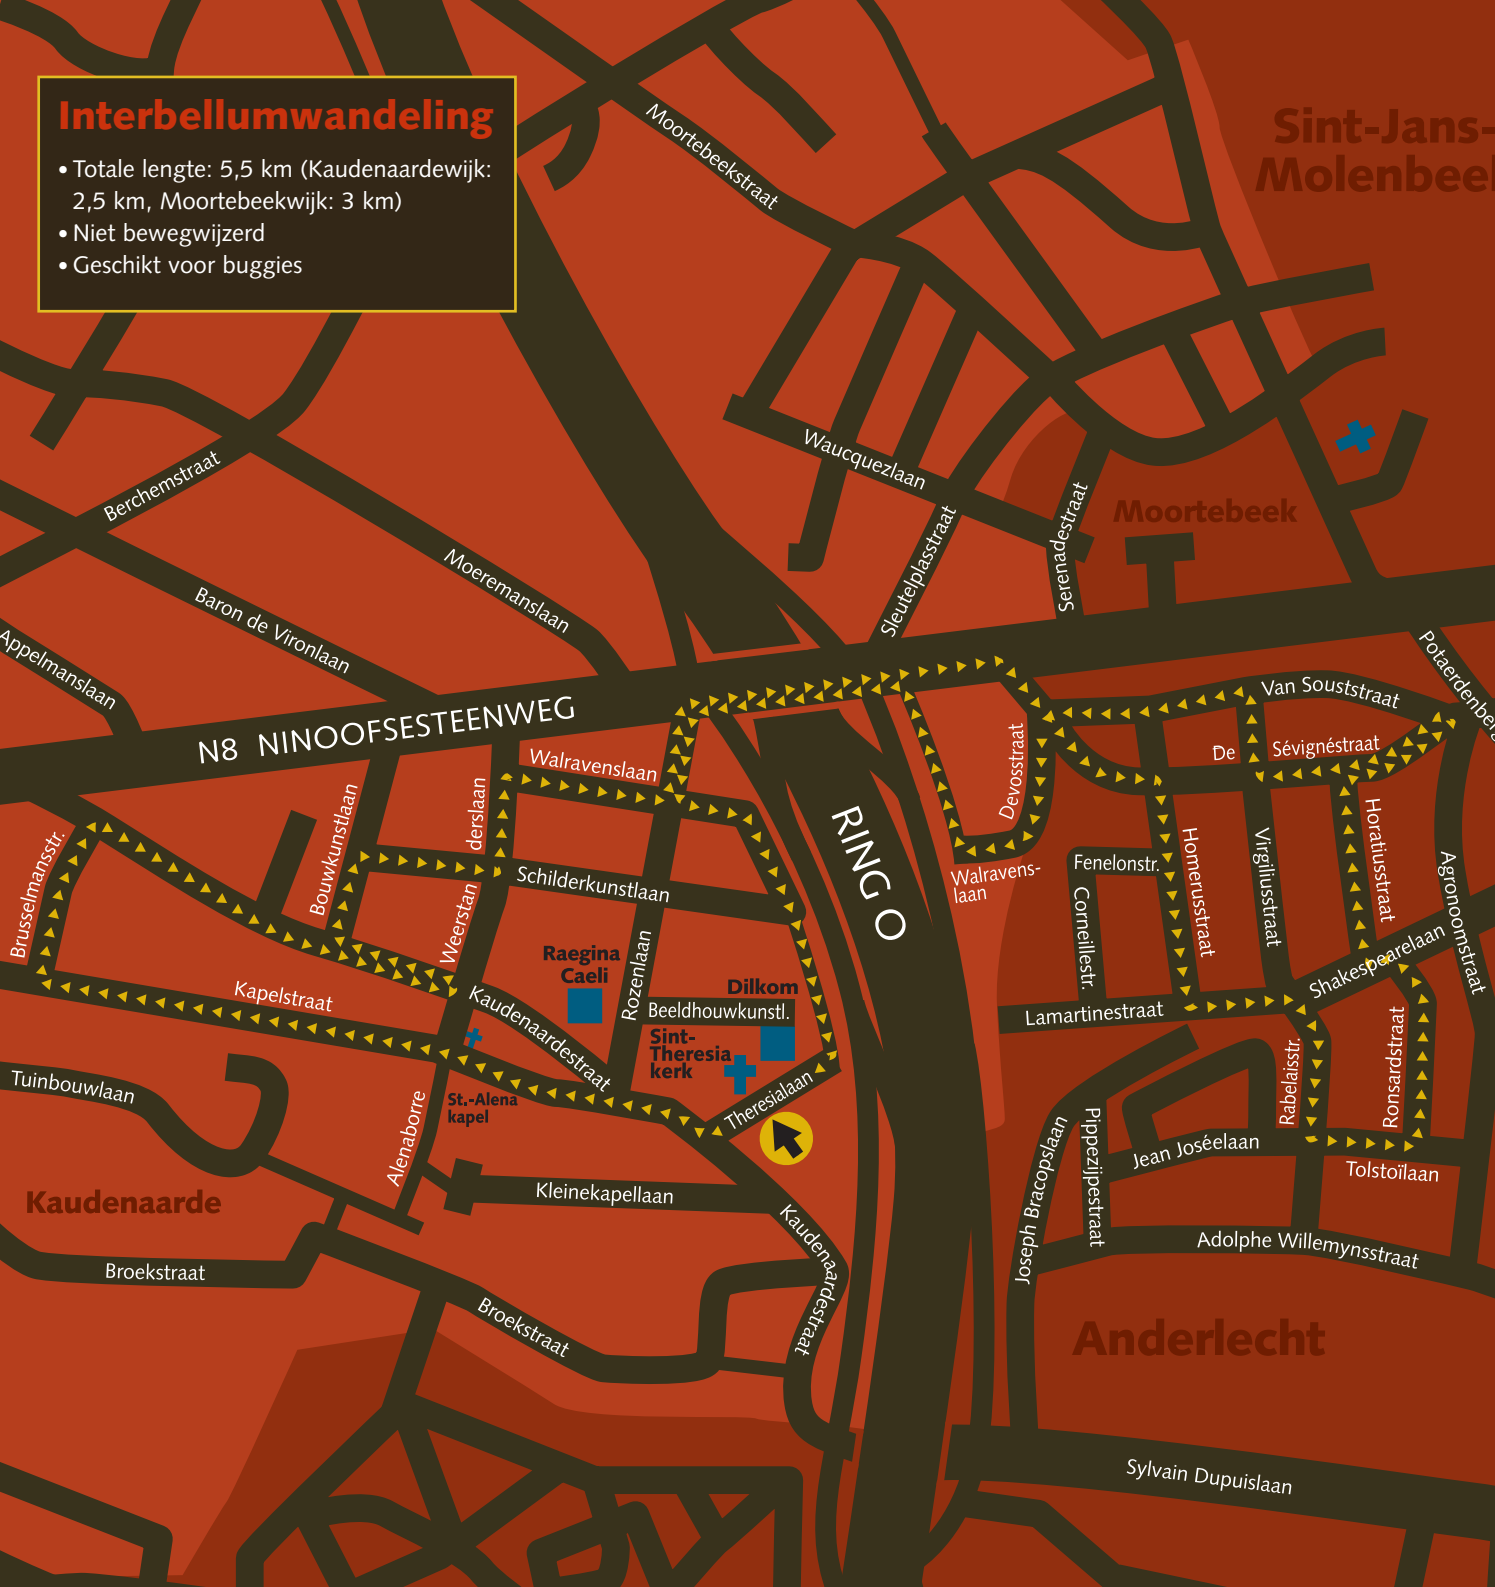 Interbellumwandeling
• Totale lengte: 5,5 km (Kaudenaardewijk:
2,5 km, Moortebeekwijk: 3 km)
• Niet bewegwijzerd
• Geschikt voor buggies
Sint-Jans-
Molenbeek
Moortebeekstraat
Waucquezlaan
Berchemstraat
Moortebeek
Serenadestraat
Sleutelplasstraat
Moeremanslaan
Baron de Vironlaan
Appelmanslaan
Potaerdenberg
N8 NINOOFSESTEENWEG
Van Souststraat
De Sévignéstraat
Walravenslaan
Devosstraat
Weerstan
derslaan
Bouwkunstlaan
Brusselmansstr.
RING O
Horatiusstraat
Homerusstraat
Virgiliusstraat
Agronoomstraat
Fenelonstr.
Corneillestr.
Walravens-
laan
Schilderkunstlaan
Rozenlaan
Raegina
Caeli
Dilkom
Beeldhouwkunstl.
Shakespearelaan
Lamartinestraat
Kapelstraat
Kaudenaardestraat
Sint-
Theresia
kerk
Theresialaan
St.-Alena
kapel
Tuinbouwlaan
Alenaborre
Rabelaisstr.
Ronsardstraat
Jean Joséelaan
Tolstoïlaan
Pippezijpestraat
Joseph Bracopslaan
Kaudenaarde
Kleinekapellaan
Kaudenaardestraat
Adolphe Willemynsstraat
Broekstraat
Broekstraat
Anderlecht
Sylvain Dupuislaan